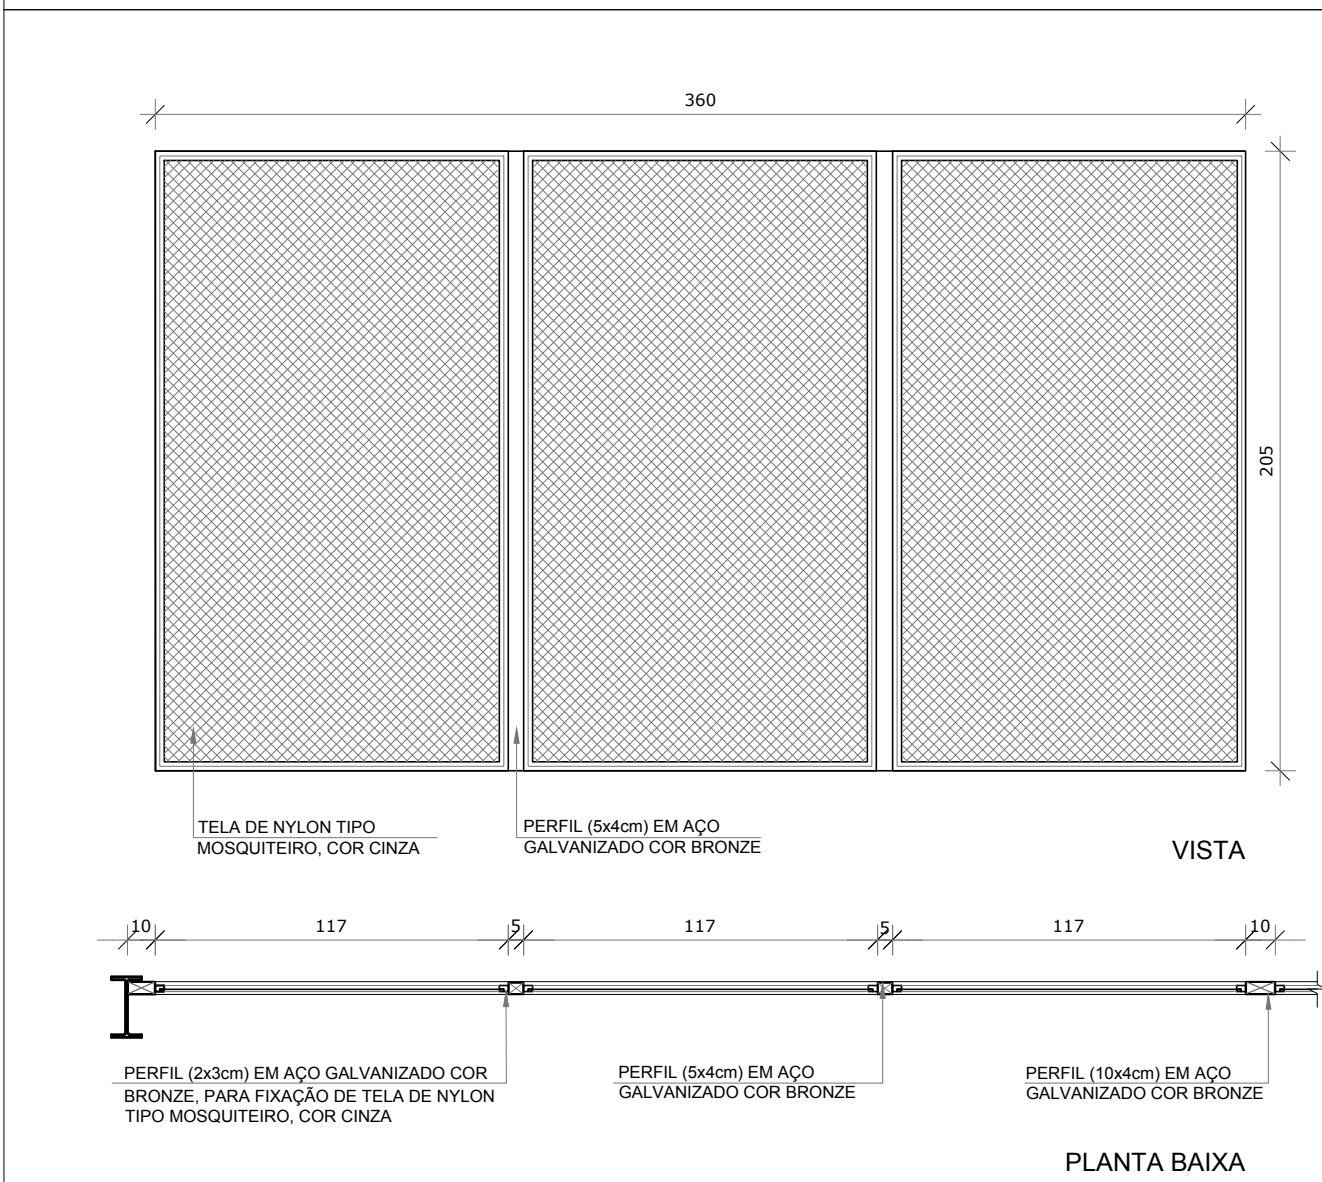 360
205
TELA DE NYLON TIPO
MOSQUITEIRO, COR CINZA
PERFIL (5x4cm) EM AÇO
GALVANIZADO COR BRONZE
VISTA
10 117 5 117 5 117 10
PERFIL (2x3cm) EM AÇO GALVANIZADO COR
BRONZE, PARA FIXAÇÃO DE TELA DE NYLON
TIPO MOSQUITEIRO, COR CINZA
PERFIL (5x4cm) EM AÇO
GALVANIZADO COR BRONZE
PERFIL (10x4cm) EM AÇO
GALVANIZADO COR BRONZE
PLANTA BAIXA